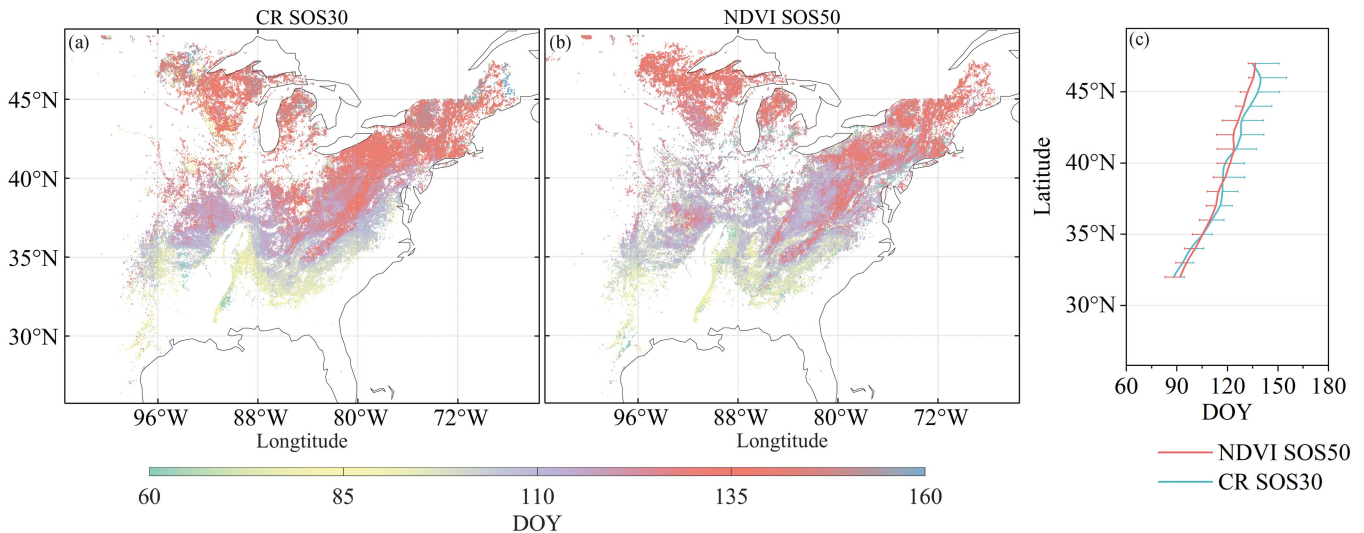 CR SOS30
NDVI SOS50
(a)
(b)
(c)
45°N
40°N
35°N
30°N
96°W 88°W 80°W 72°W
Longtitude
96°W 88°W 80°W 72°W
Longtitude
60 85 110 135 160
DOY
Latitude
45°N
40°N
35°N
30°N
60 90 120 150 180
DOY
NDVI SOS50
CR SOS30